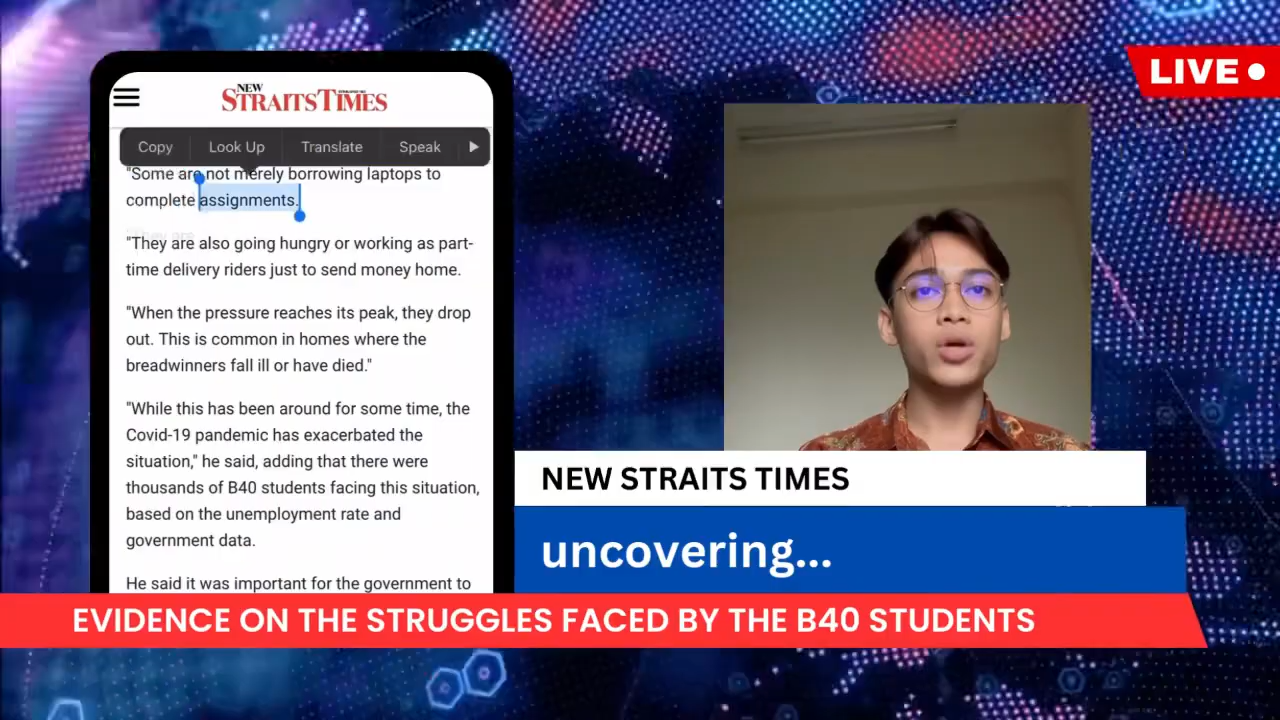 LIVE
NEW
STRAITS TIMES
Copy
Look Up
Translate
Speak
"Some are not merely borrowing laptops to
complete assignments.
"They are
"They are also going hungry or working as part-
time delivery riders just to send money home.
"When the pressure reaches its peak, they drop
out. This is common in homes where the
breadwinners fall ill or have died."
"While this has been around for some time, the
Covid-19 pandemic has exacerbated the
situation," he said, adding that there were
thousands of B40 students facing this situation,
based on the unemployment rate and
government data.
He said it was important for the government to
NEW STRAITS TIMES
uncovering...
EVIDENCE ON THE STRUGGLES FACED BY THE B40 STUDENTS